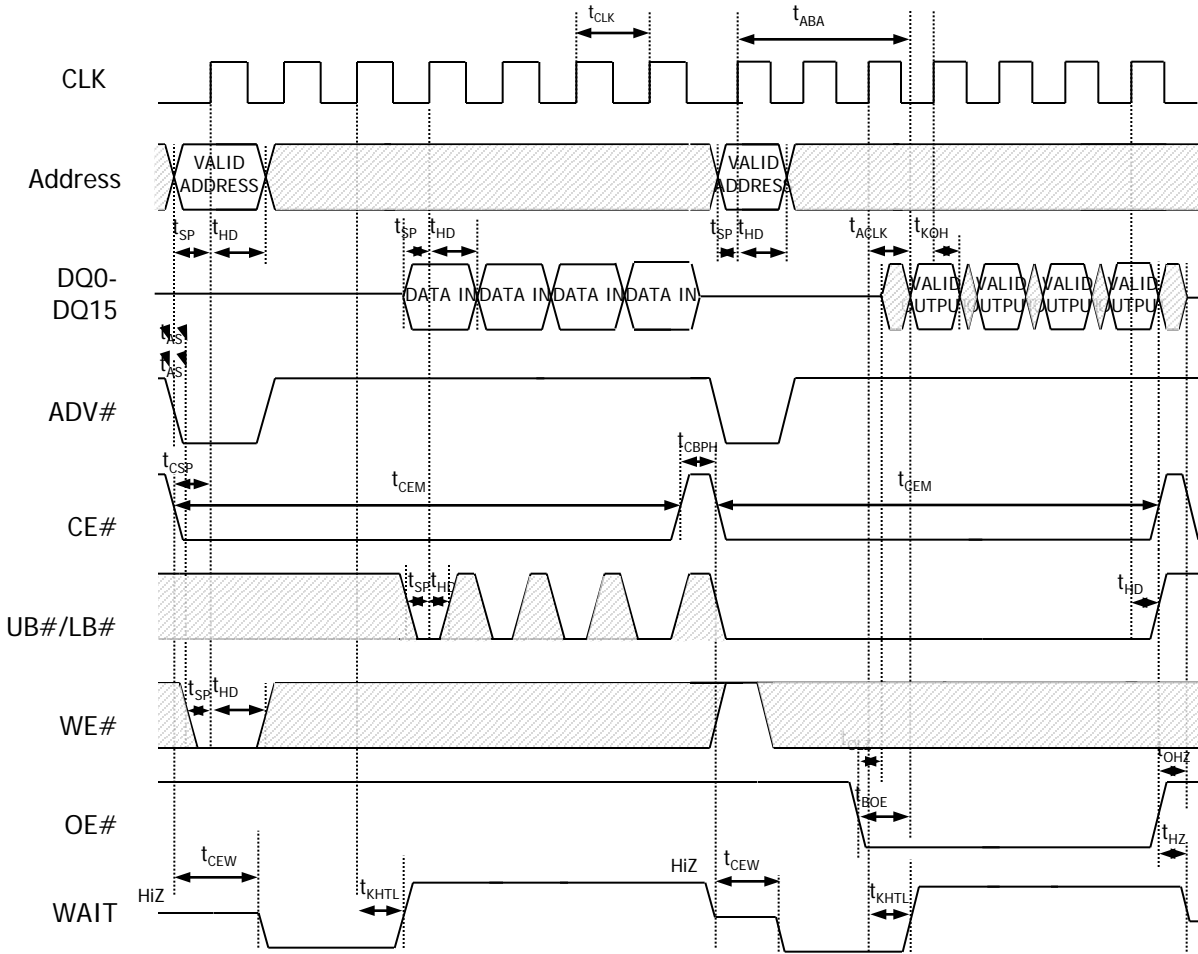 tCLK
tABA
CLK
Address
VALID
ADDRESS
VALID
ADDRESS
tSP
tHD
tSP
tHD
tSP
tHD
tACLK
tKOH
DQ0-
DQ15
DATA IN
DATA IN
DATA IN
DATA IN
VALID
VALID
VALID
VALID
tAS
tAS
ADV#
tCBPH
tCSP
tCEM
tCEM
CE#
tSP
tHD
tHD
UB#/LB#
tSP
tHD
WE#
tOHZ
tBOE
OE#
tHZ
tCEW
HiZ
tKHTL
HiZ
tCEW
tKHTL
WAIT